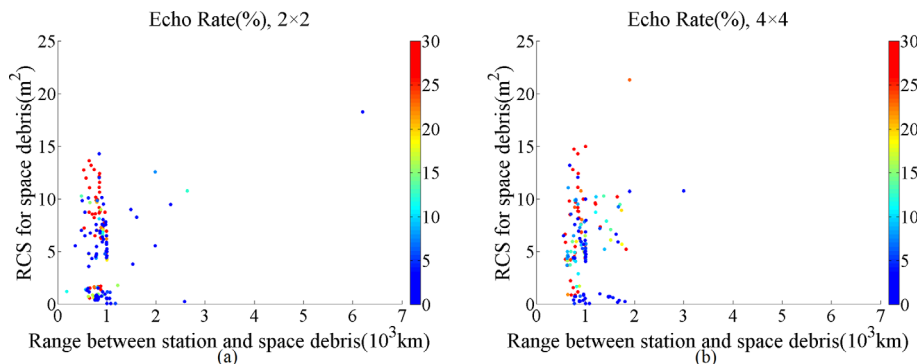 Echo Rate(%), 2×2
25
20
15
10
5
0
0 1 2 3 4 5 6 7
30
25
20
15
10
5
0
RCS for space debris(m²)
Range between station and space debris(10³km)
(a)
Echo Rate(%), 4×4
25
20
15
10
5
0
0 1 2 3 4 5 6 7
30
25
20
15
10
5
0
RCS for space debris(m²)
Range between station and space debris(10³km)
(b)